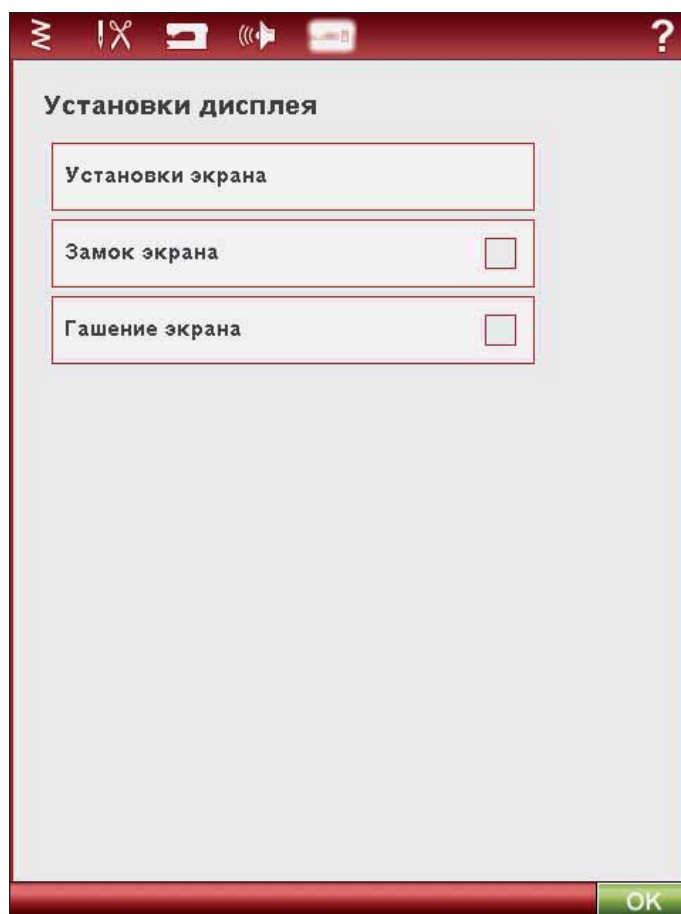 ?
Установки дисплея
Установки экрана
Замок экрана
Гашение экрана
OK